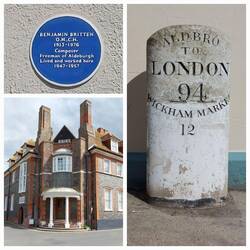 BENJAMIN BRITTEN
O.M.C.H.
1913-1976
Composer
Freeman of Aldeburgh
Lived and worked here
1947-1957
ALDBRO
TO
LONDON
94
WICKHAM MARKET
12